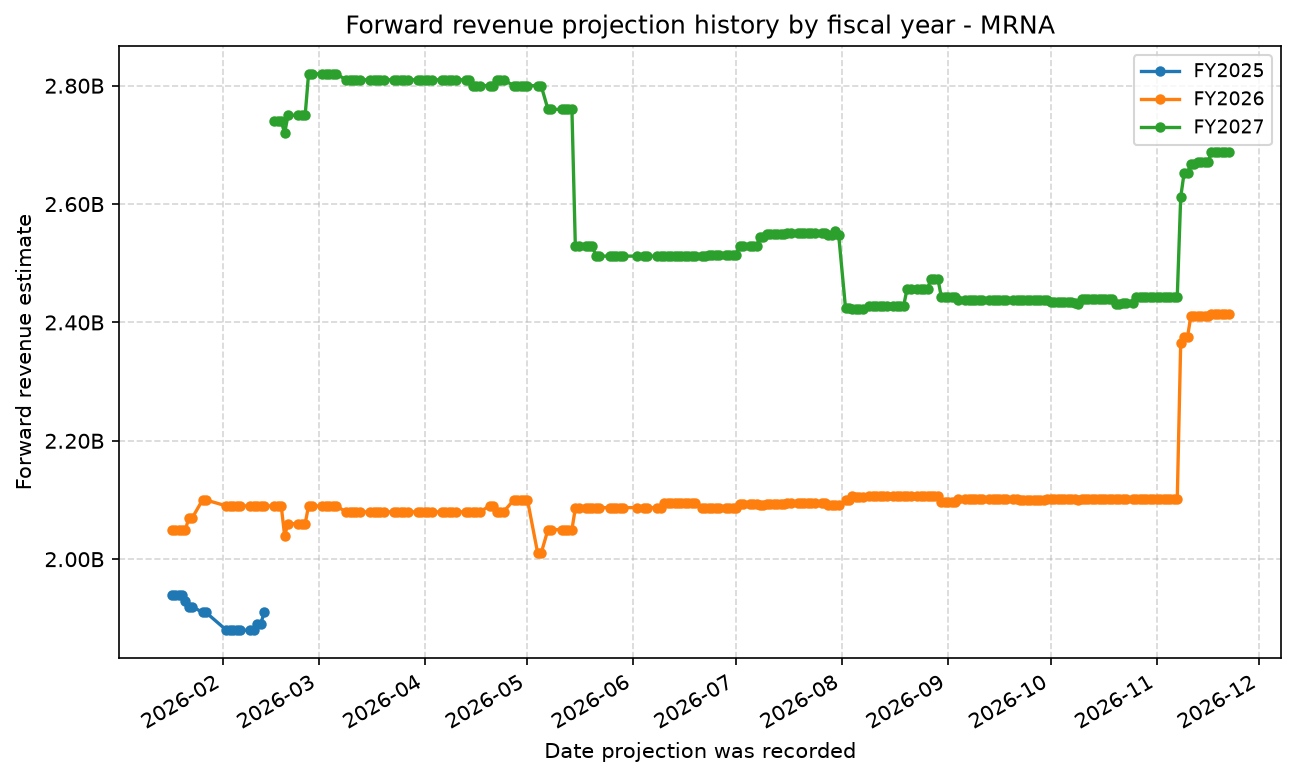 Forward revenue projection history by fiscal year - MRNA
FY2025
FY2026
FY2027
Forward revenue estimate
2.80B
2.60B
2.40B
2.20B
2.00B
2026-02
2026-03
2026-04
2026-05
2026-06
2026-07
2026-08
2026-09
2026-10
2026-11
2026-12
Date projection was recorded